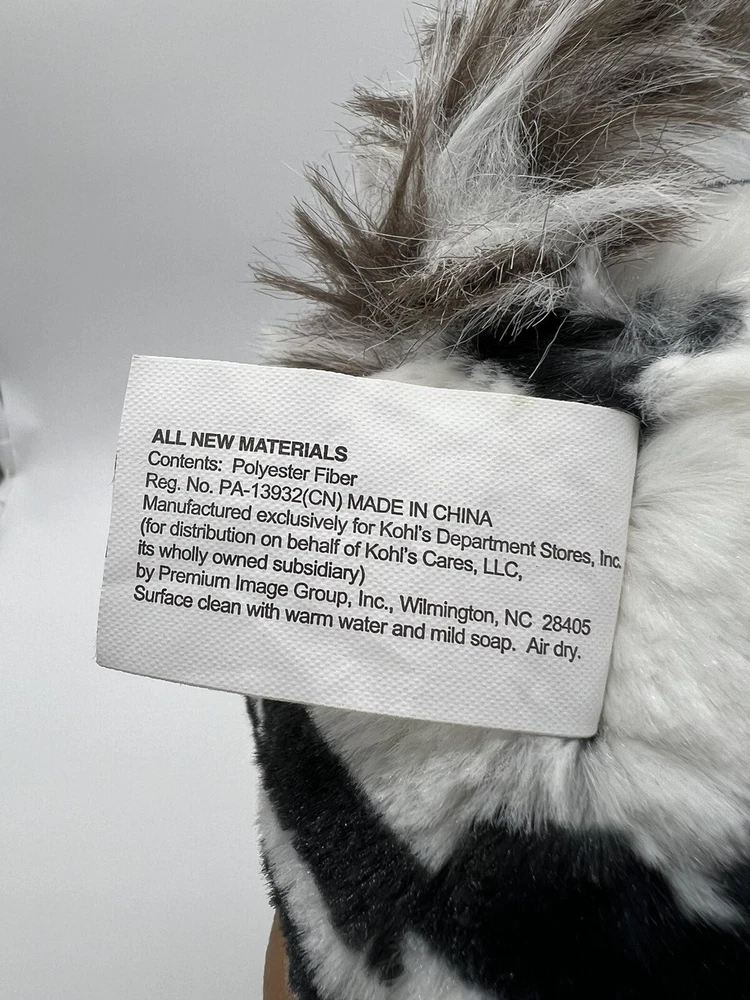 ALL NEW MATERIALS
Contents: Polyester Fiber
Reg. No. PA-13932(CN) MADE IN CHINA
Manufactured exclusively for Kohl's Department Stores, Inc.
(for distribution on behalf of Kohl's Cares, LLC,
its wholly owned subsidiary)
by Premium Image Group, Inc., Wilmington, NC 28405
Surface clean with warm water and mild soap. Air dry.